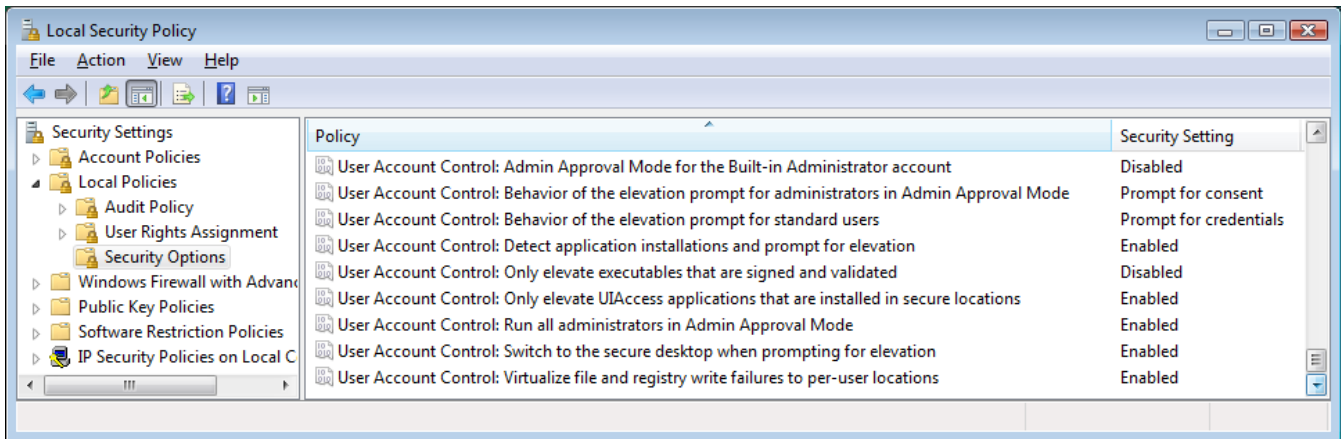 Local Security Policy
File Action View Help
Security Settings
Account Policies
Local Policies
Audit Policy
User Rights Assignment
Security Options
Windows Firewall with Advan
Public Key Policies
Software Restriction Policies
IP Security Policies on Local C
Policy Security Setting
User Account Control: Admin Approval Mode for the Built-in Administrator account Disabled
User Account Control: Behavior of the elevation prompt for administrators in Admin Approval Mode Prompt for consent
User Account Control: Behavior of the elevation prompt for standard users Prompt for credentials
User Account Control: Detect application installations and prompt for elevation Enabled
User Account Control: Only elevate executables that are signed and validated Disabled
User Account Control: Only elevate UIAccess applications that are installed in secure locations Enabled
User Account Control: Run all administrators in Admin Approval Mode Enabled
User Account Control: Switch to the secure desktop when prompting for elevation Enabled
User Account Control: Virtualize file and registry write failures to per-user locations Enabled